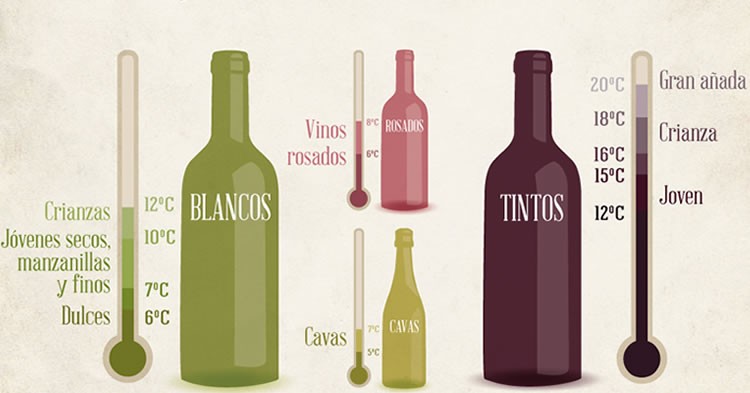 Crianzas
Jóvenes secos,
manzanillas
y finos
Dulces
12ºC
10ºC
7ºC
6ºC
BLANCOS
Vinos
rosados
8ºC
6ºC
ROSADOS
Cavas
7ºC
5ºC
CAVAS
TINTOS
20ºC
18ºC
16ºC
15ºC
12ºC
Gran añada
Crianza
Joven